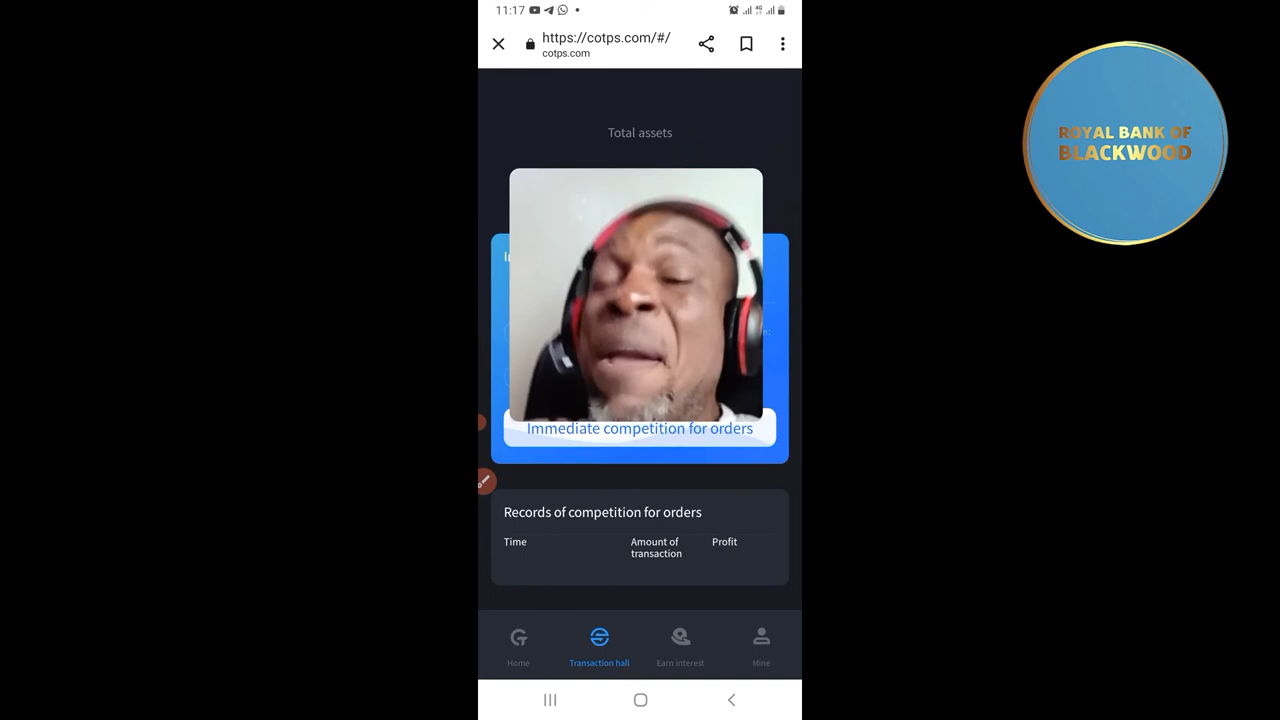 11:17
4G
https://cotps.com/#/
cotps.com
Total assets
ROYAL BANK OF
BLACKWOOD
Immediate competition for orders
Records of competition for orders
Time
Amount of
transaction
Profit
Home
Transaction hall
Earn interest
Mine